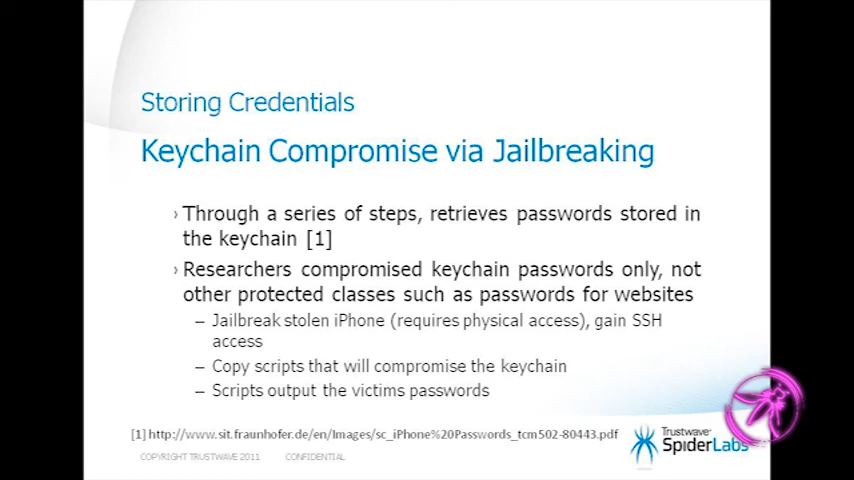 Storing Credentials
Keychain Compromise via Jailbreaking
› Through a series of steps, retrieves passwords stored in
the keychain [1]
› Researchers compromised keychain passwords only, not
other protected classes such as passwords for websites
– Jailbreak stolen iPhone (requires physical access), gain SSH
access
– Copy scripts that will compromise the keychain
– Scripts output the victims passwords
[1] http://www.sit.fraunhofer.de/en/Images/sc_iPhone%20Passwords_tcm502-80443.pdf
Trustwave®
SpiderLabs
COPYRIGHT TRUSTWAVE 2011 CONFIDENTIAL